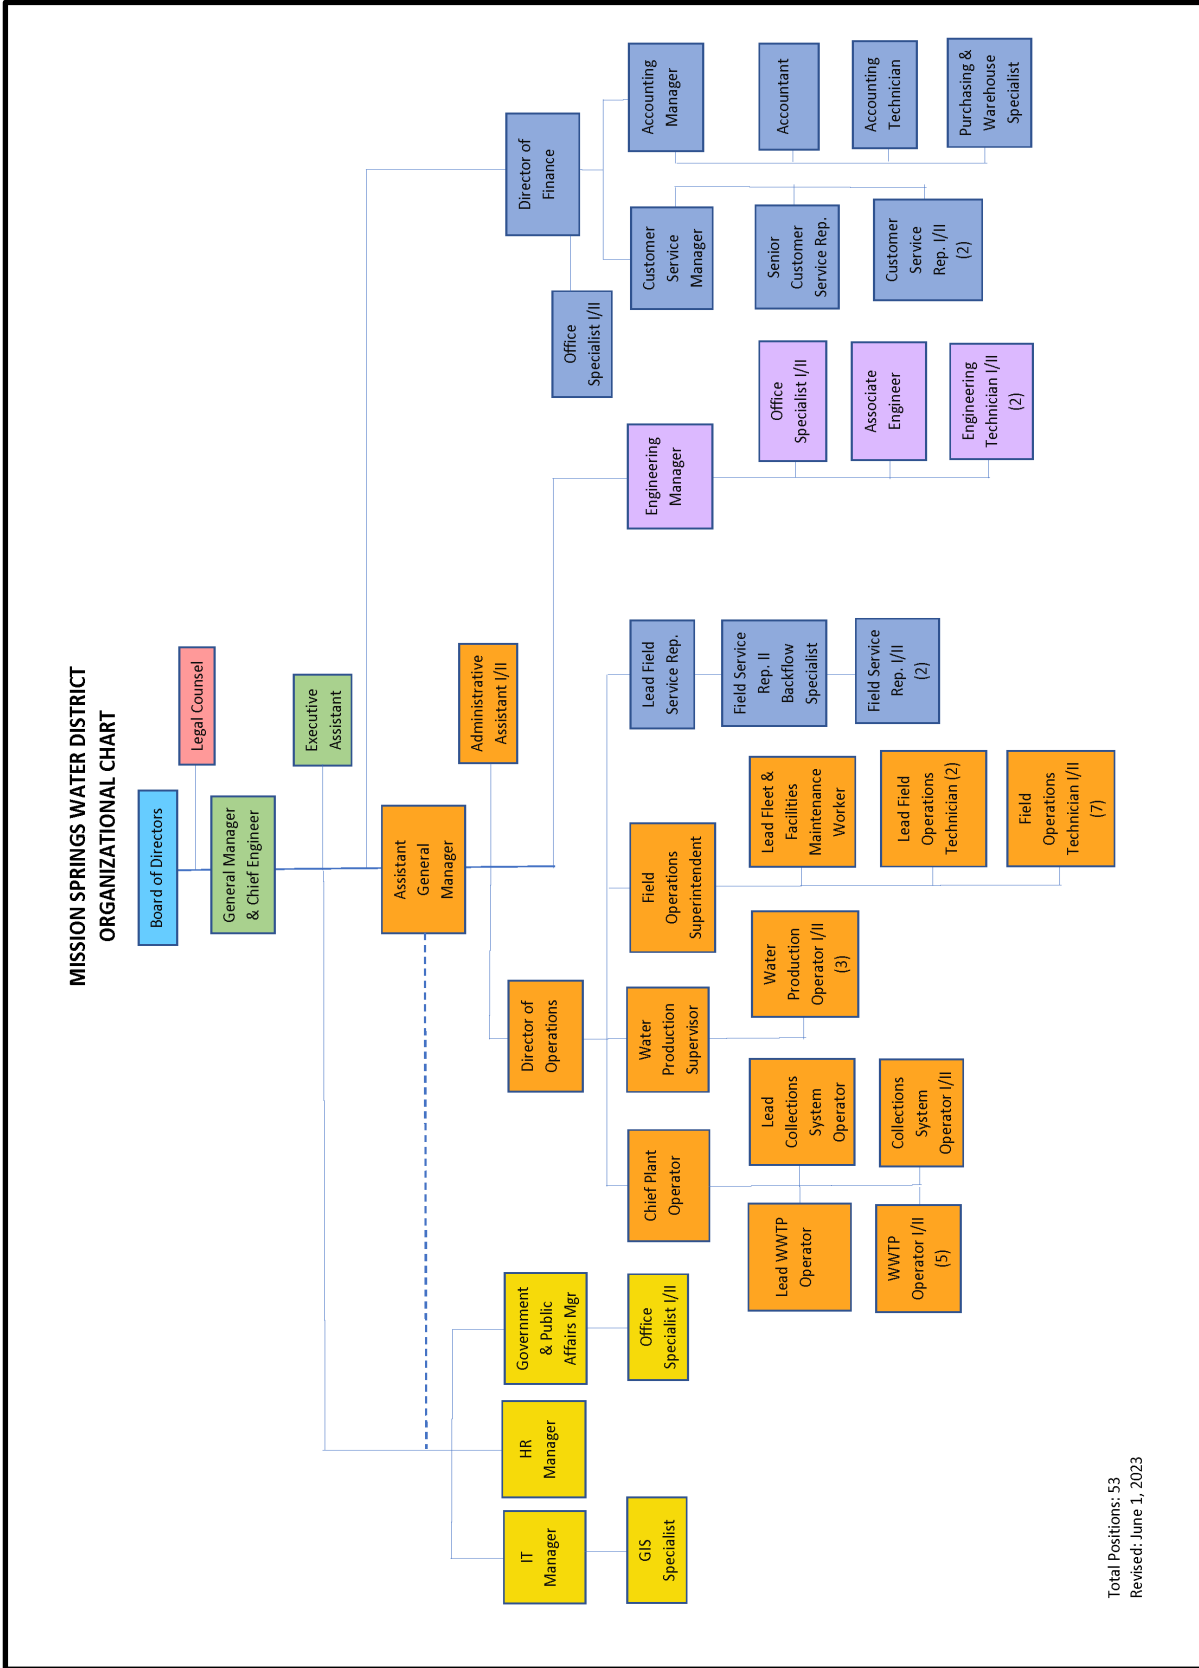 MISSION SPRINGS WATER DISTRICT
ORGANIZATIONAL CHART
Board of Directors
Legal Counsel
General Manager
& Chief Engineer
Executive
Assistant
Assistant
General
Manager
Administrative
Assistant I/II
IT
Manager
HR
Manager
Government
& Public
Affairs Mgr
Director of
Operations
Director of
Finance
Office
Specialist I/II
GIS
Specialist
Office
Specialist I/II
Chief Plant
Operator
Water
Production
Supervisor
Field
Operations
Superintendent
Lead Field
Service Rep.
Engineering
Manager
Customer
Service
Manager
Accounting
Manager
Lead WWTP
Operator
Lead
Collections
System
Operator
Water
Production
Operator I/II
(3)
Lead Fleet &
Facilities
Maintenance
Worker
Field Service
Rep. II
Backflow
Specialist
Office
Specialist I/II
Senior
Customer
Service Rep.
Accountant
WWTP
Operator I/II
(5)
Collections
System
Operator I/II
Lead Field
Operations
Technician (2)
Field Service
Rep. I/II
(2)
Associate
Engineer
Customer
Service
Rep. I/II
(2)
Accounting
Technician
Field
Operations
Technician I/II
(7)
Engineering
Technician I/II
(2)
Purchasing &
Warehouse
Specialist
Total Positions: 53
Revised: June 1, 2023